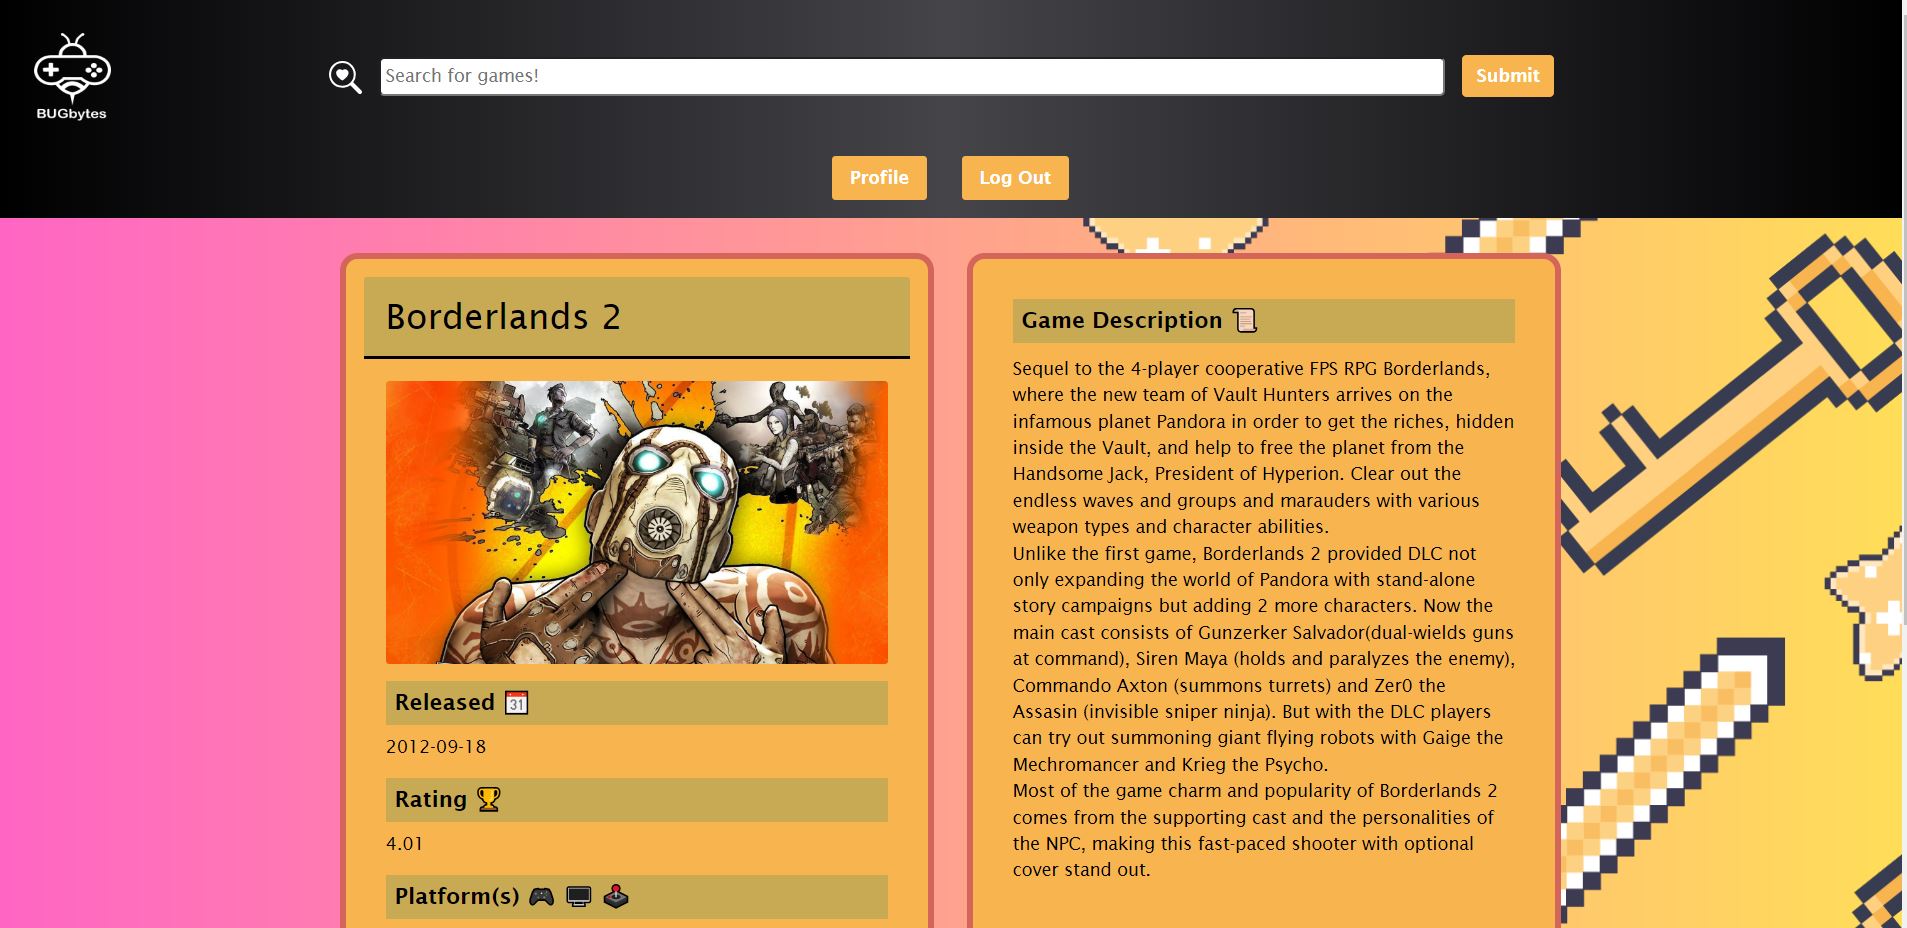 BUGbytes
Search for games!
Submit
Profile
Log Out
Borderlands 2
Released
31
2012-09-18
Rating
4.01
Platform(s)
Game Description
Sequel to the 4-player cooperative FPS RPG Borderlands,
where the new team of Vault Hunters arrives on the
infamous planet Pandora in order to get the riches, hidden
inside the Vault, and help to free the planet from the
Handsome Jack, President of Hyperion. Clear out the
endless waves and groups and marauders with various
weapon types and character abilities.
Unlike the first game, Borderlands 2 provided DLC not
only expanding the world of Pandora with stand-alone
story campaigns but adding 2 more characters. Now the
main cast consists of Gunzerker Salvador(dual-wields guns
at command), Siren Maya (holds and paralyzes the enemy),
Commando Axton (summons turrets) and Zer0 the
Assasin (invisible sniper ninja). But with the DLC players
can try out summoning giant flying robots with Gaige the
Mechromancer and Krieg the Psycho.
Most of the game charm and popularity of Borderlands 2
comes from the supporting cast and the personalities of
the NPC, making this fast-paced shooter with optional
cover stand out.